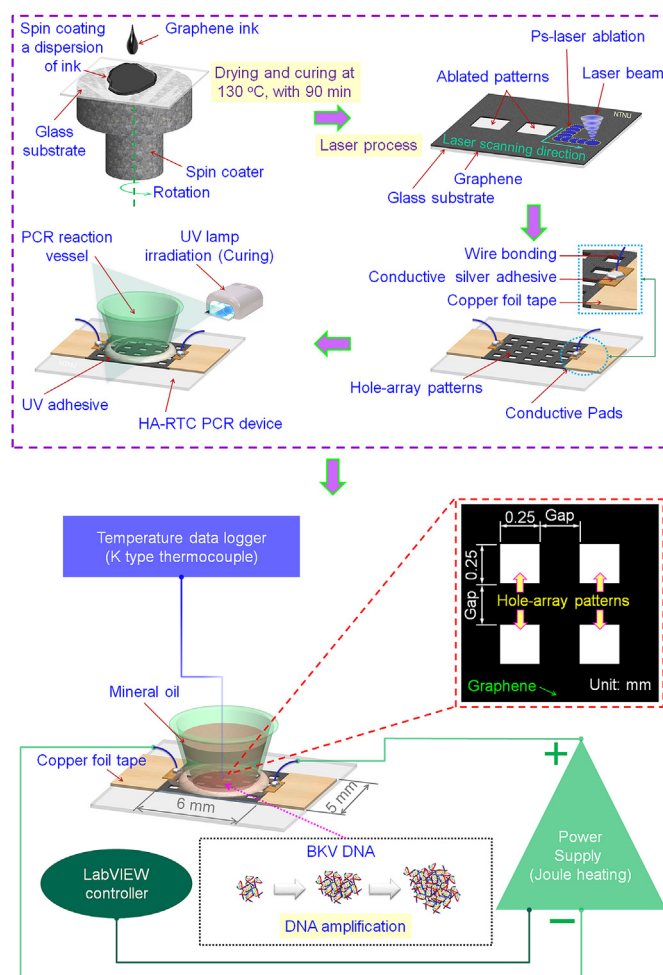 Spin coating
a dispersion
of ink
Graphene ink
Glass
substrate
Spin coater
Rotation
Drying and curing at
130 ºC, with 90 min
Laser process
Ps-laser ablation
Ablated patterns
Laser beam
NTNU
Laser scanning
direction
Graphene
Glass substrate
PCR reaction
vessel
UV lamp
irradiation (Curing)
UV adhesive
HA-RTC PCR device
Wire bonding
Conductive silver adhesive
Copper foil tape
Hole-array patterns
Conductive Pads
Temperature data logger
(K type thermocouple)
0.25
Gap
0.25
Gap
Hole-array patterns
Graphene
Unit: mm
Mineral oil
Copper foil tape
6 mm
5 mm
+
Power
Supply
(Joule heating)
−
LabVIEW
controller
BKV DNA
DNA amplification